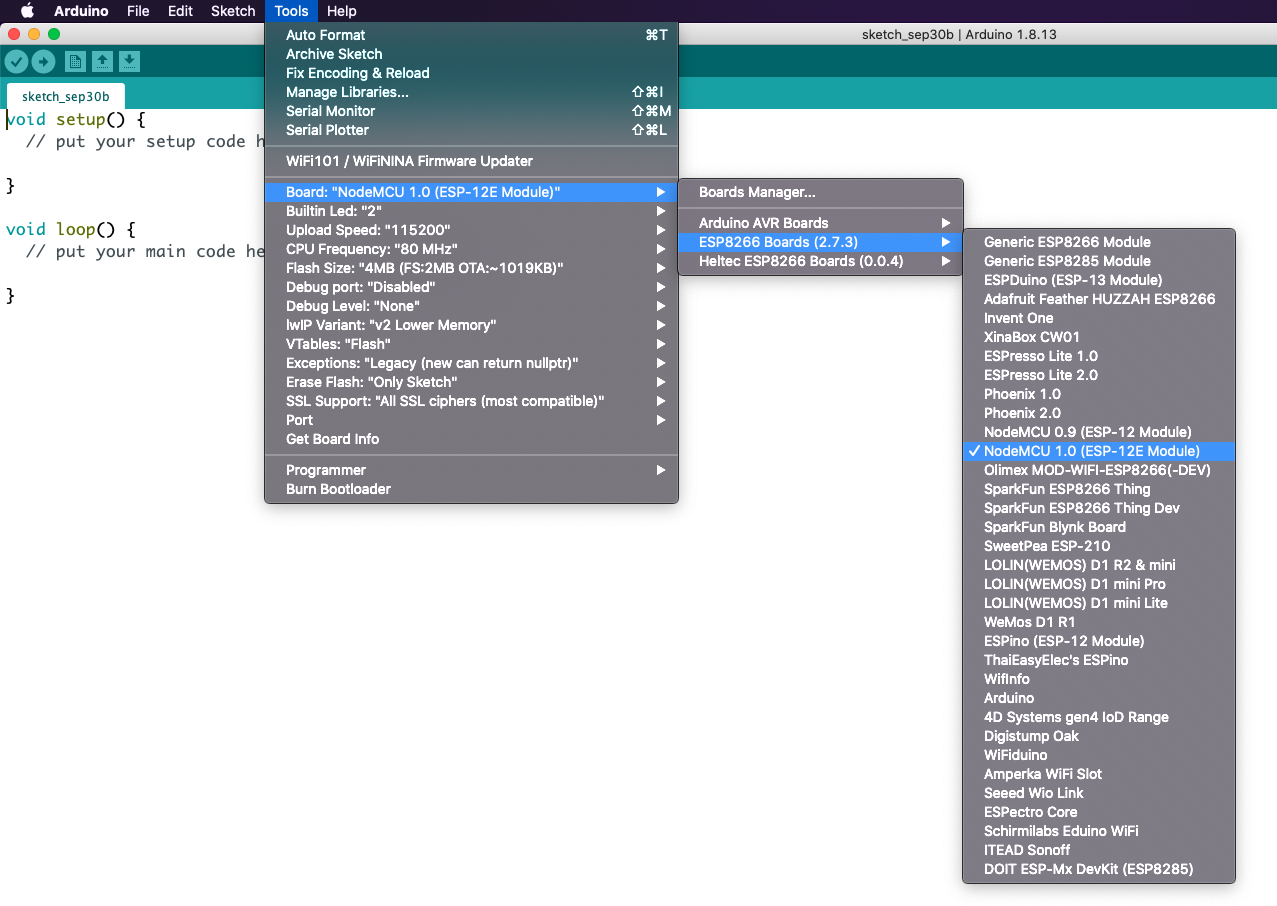 Arduino File Edit Sketch Tools Help
sketch_sep30b | Arduino 1.8.13
sketch_sep30b
void setup() {
// put your setup code h
}
void loop() {
// put your main code he
}
Auto Format ⌘T
Archive Sketch
Fix Encoding & Reload
Manage Libraries... ⇧⌘I
Serial Monitor ⇧⌘M
Serial Plotter ⇧⌘L
WiFi101 / WiFiNINA Firmware Updater
Board: "NodeMCU 1.0 (ESP-12E Module)"
Builtin Led: "2"
Upload Speed: "115200"
CPU Frequency: "80 MHz"
Flash Size: "4MB (FS:2MB OTA:~1019KB)"
Debug port: "Disabled"
Debug Level: "None"
lwIP Variant: "v2 Lower Memory"
VTables: "Flash"
Exceptions: "Legacy (new can return nullptr)"
Erase Flash: "Only Sketch"
SSL Support: "All SSL ciphers (most compatible)"
Port
Get Board Info
Programmer
Burn Bootloader
Boards Manager...
Arduino AVR Boards
ESP8266 Boards (2.7.3)
Heltec ESP8266 Boards (0.0.4)
Generic ESP8266 Module
Generic ESP8285 Module
ESPDuino (ESP-13 Module)
Adafruit Feather HUZZAH ESP8266
Invent One
XinaBox CW01
ESPresso Lite 1.0
ESPresso Lite 2.0
Phoenix 1.0
Phoenix 2.0
NodeMCU 0.9 (ESP-12 Module)
✓ NodeMCU 1.0 (ESP-12E Module)
Olimex MOD-WIFI-ESP8266(-DEV)
SparkFun ESP8266 Thing
SparkFun ESP8266 Thing Dev
SparkFun Blynk Board
SweetPea ESP-210
LOLIN(WEMOS) D1 R2 & mini
LOLIN(WEMOS) D1 mini Pro
LOLIN(WEMOS) D1 mini Lite
WeMos D1 R1
ESPino (ESP-12 Module)
ThaiEasyElec's ESPino
WifInfo
Arduino
4D Systems gen4 IoD Range
Digistump Oak
WiFiduino
Amperka WiFi Slot
Seeed Wio Link
ESPectro Core
Schirmilabs Eduino WiFi
ITEAD Sonoff
DOIT ESP-Mx DevKit (ESP8285)